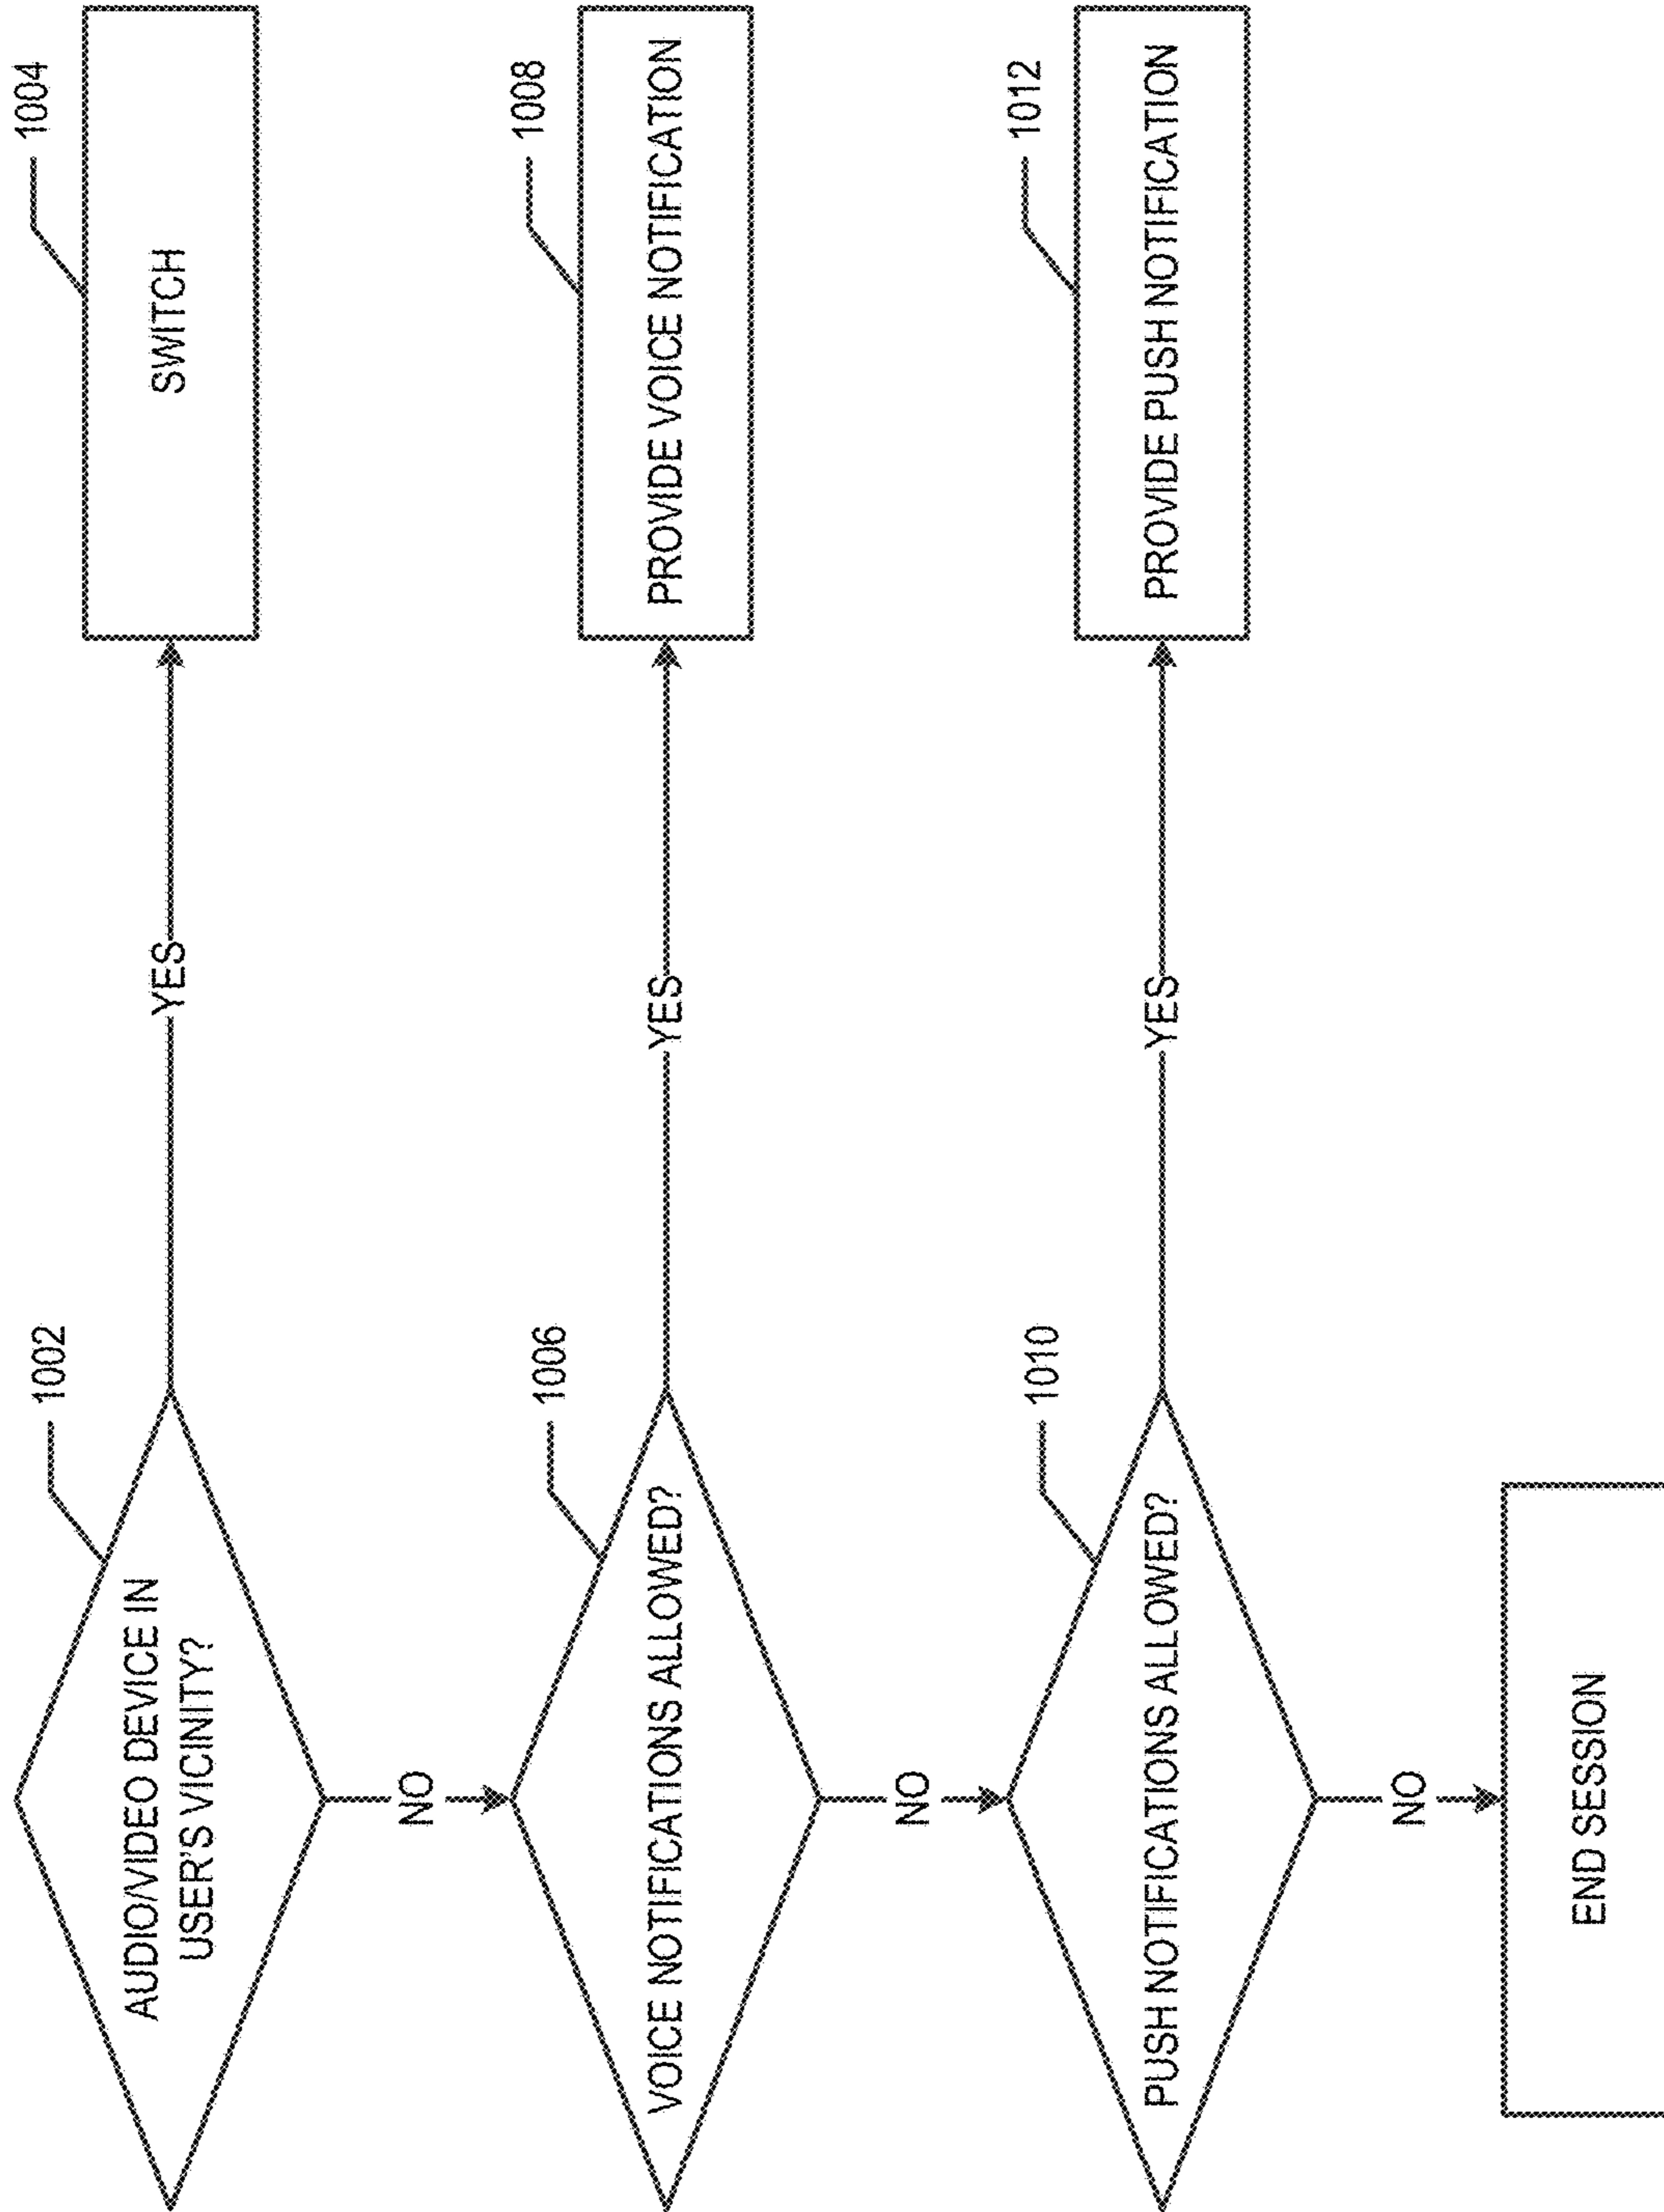 1002
AUDIO/VIDEO DEVICE IN
USER'S VICINITY?
YES
1004
SWITCH
NO
1006
VOICE NOTIFICATIONS ALLOWED?
YES
1008
PROVIDE VOICE NOTIFICATION
NO
1010
PUSH NOTIFICATIONS ALLOWED?
YES
1012
PROVIDE PUSH NOTIFICATION
NO
END SESSION